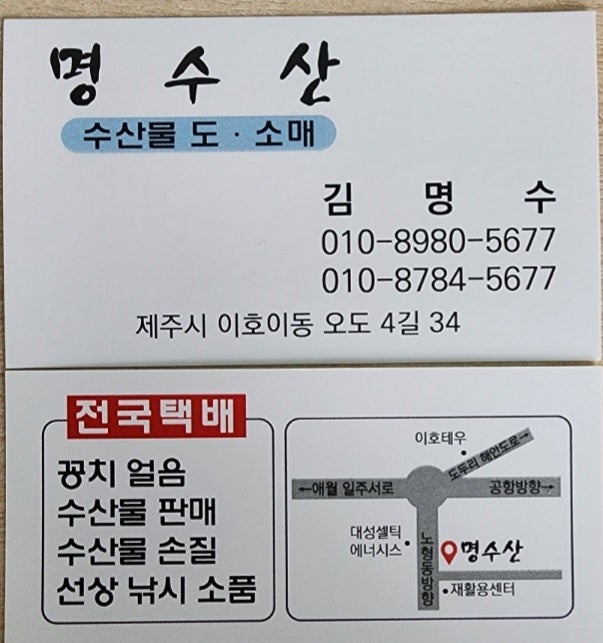 명 수 산
수산물 도 · 소매
김 명 수
010-8980-5677
010-8784-5677
제주시 이호이동 오도 4길 34
전국택배
꽁치 얼음
수산물 판매
수산물 손질
선상 낚시 소품
이호테우
도두리 해안도로→
←애월 일주서로
공항방향→
대성셀틱
에너시스
노형동방향
명수산
재활용센터